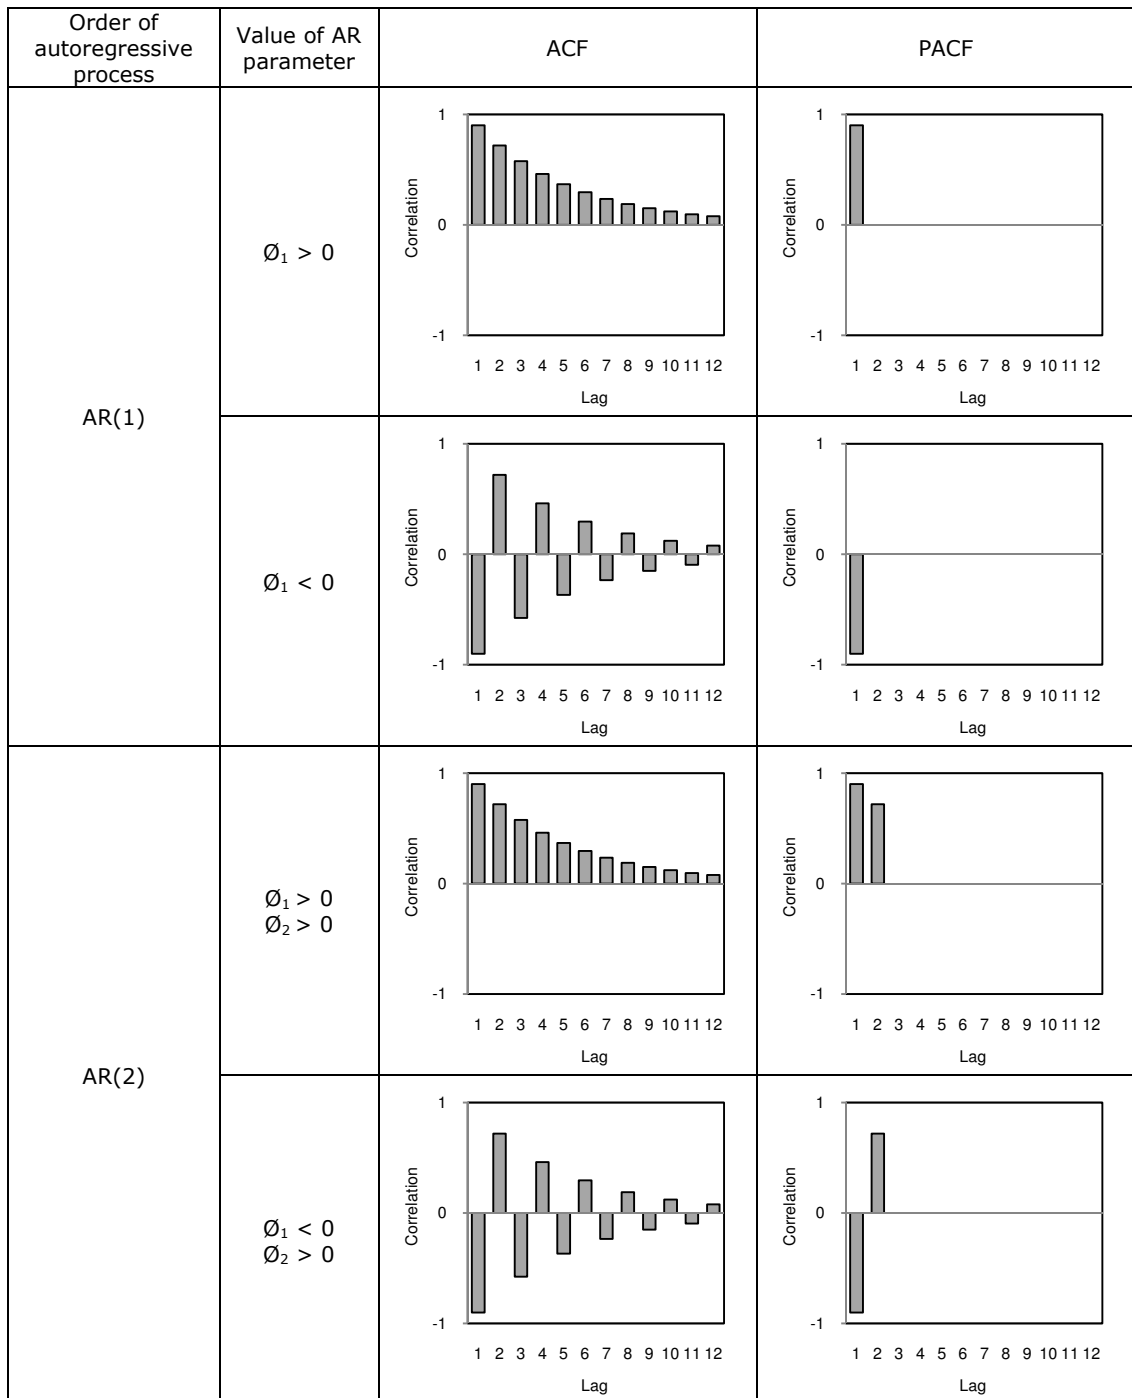 Order of
autoregressive
process
Value of AR
parameter
ACF
PACF
AR(1)
Ø₁ > 0
1
0
-1
Correlation
1 2 3 4 5 6 7 8 9 10 11 12
Lag
1
0
-1
Correlation
1 2 3 4 5 6 7 8 9 10 11 12
Lag
Ø₁ < 0
1
0
-1
Correlation
1 2 3 4 5 6 7 8 9 10 11 12
Lag
1
0
-1
Correlation
1 2 3 4 5 6 7 8 9 10 11 12
Lag
AR(2)
Ø₁ > 0
Ø₂ > 0
1
0
-1
Correlation
1 2 3 4 5 6 7 8 9 10 11 12
Lag
1
0
-1
Correlation
1 2 3 4 5 6 7 8 9 10 11 12
Lag
Ø₁ < 0
Ø₂ > 0
1
0
-1
Correlation
1 2 3 4 5 6 7 8 9 10 11 12
Lag
1
0
-1
Correlation
1 2 3 4 5 6 7 8 9 10 11 12
Lag